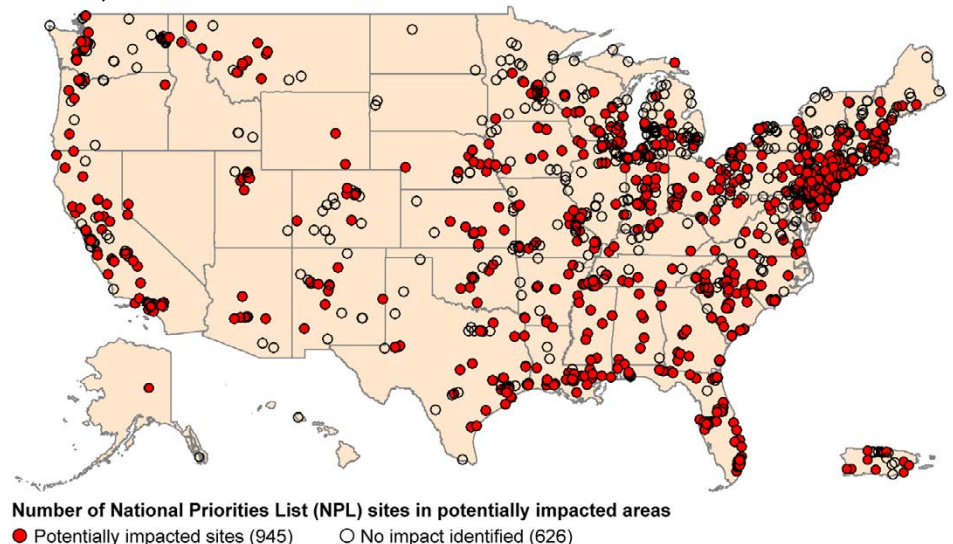 Number of National Priorities List (NPL) sites in potentially impacted areas
Potentially impacted sites (945) No impact identified (626)